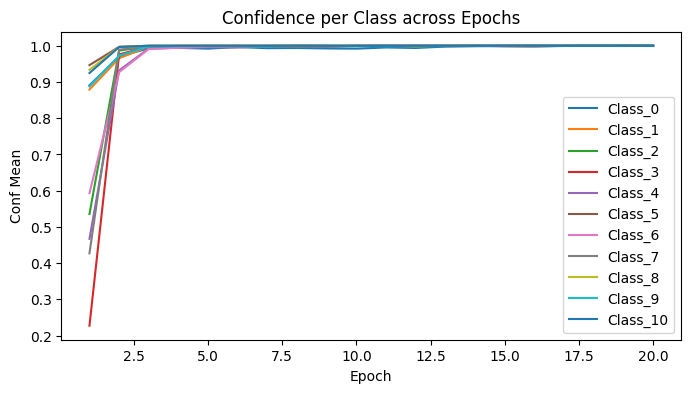 Confidence per Class across Epochs
Conf Mean
1.0
0.9
0.8
0.7
0.6
0.5
0.4
0.3
0.2
Class_0
Class_1
Class_2
Class_3
Class_4
Class_5
Class_6
Class_7
Class_8
Class_9
Class_10
2.5 5.0 7.5 10.0 12.5 15.0 17.5 20.0
Epoch